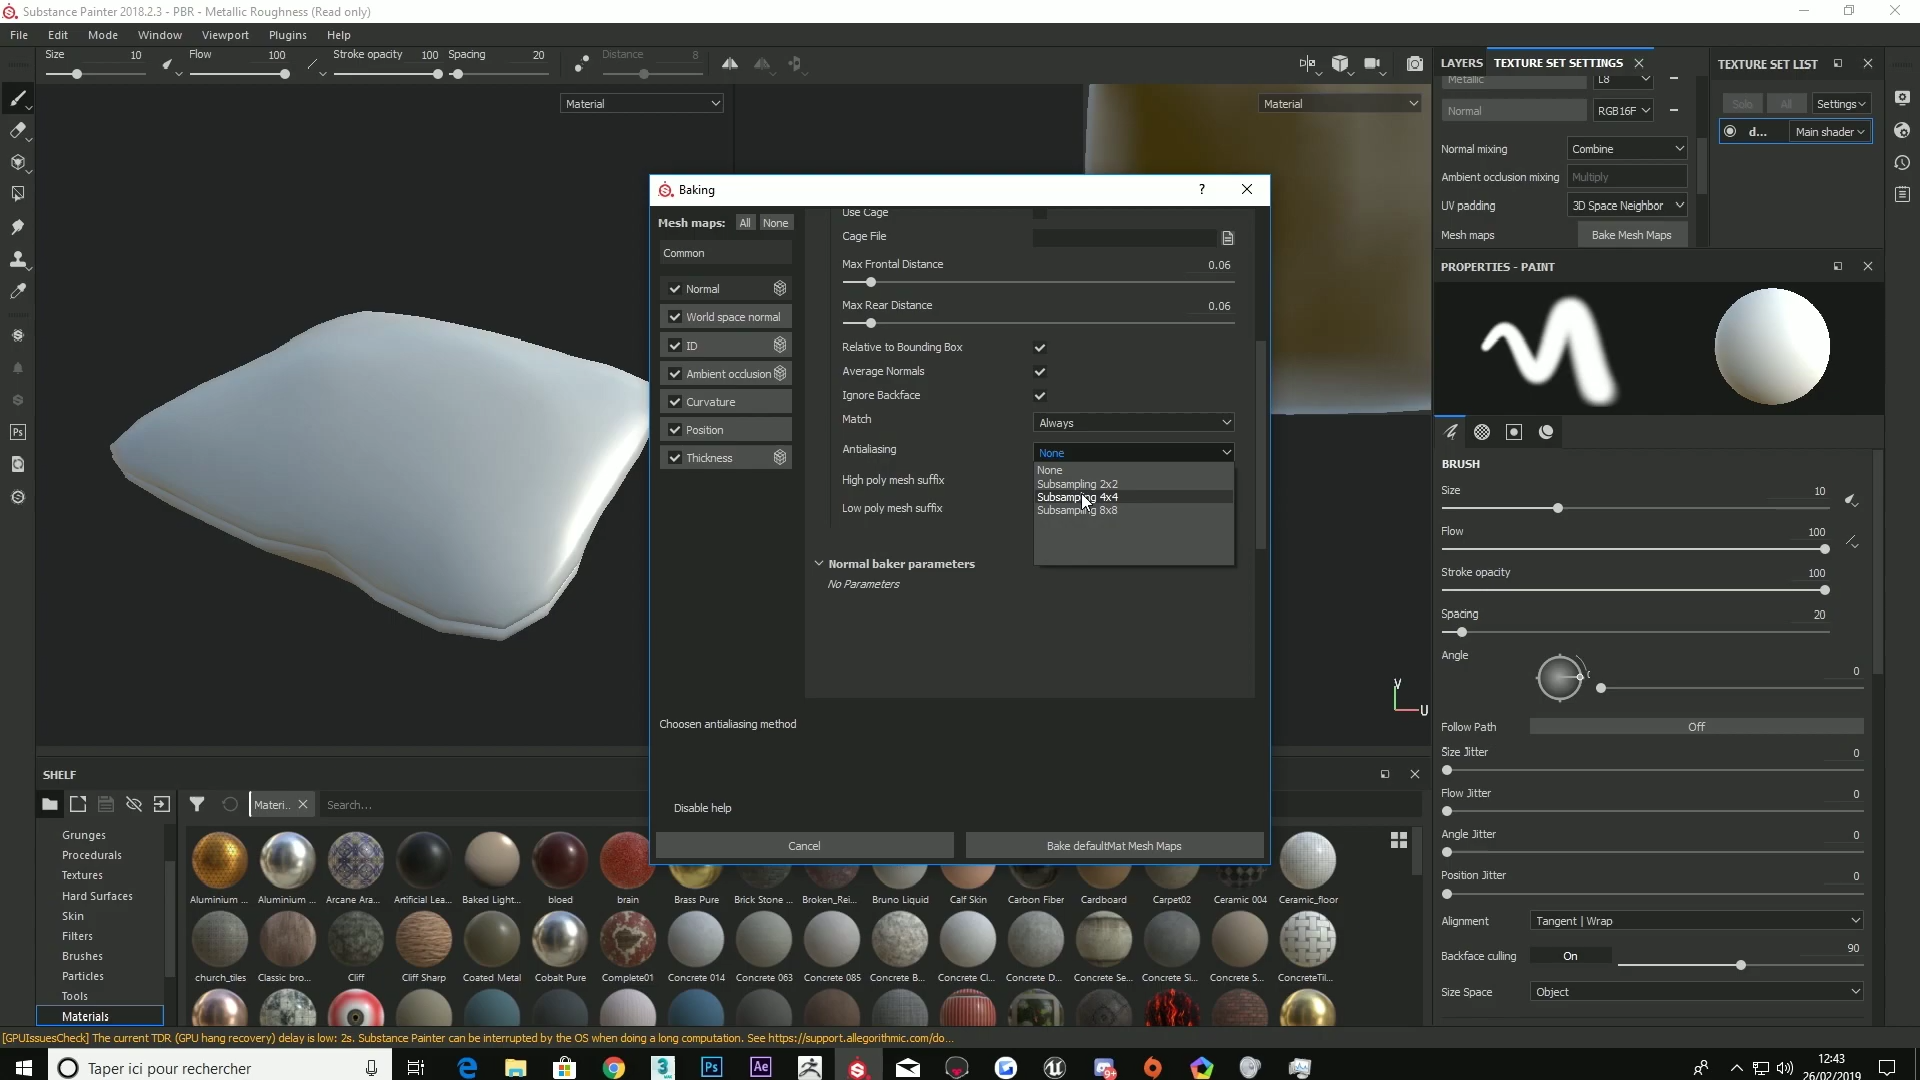 Substance Painter 2018.2.3 - PBR - Metallic Roughness (Read only)
File Edit Mode Window Viewport Plugins Help
Size 10 Flow 100 Stroke opacity 100 Spacing 20 Distance 8
Material
Material
LAYERS TEXTURE SET SETTINGS
Metallic L8
Normal RGB16F
Normal mixing Combine
Ambient occlusion mixing Multiply
UV padding 3D Space Neighbor
Mesh maps Bake Mesh Maps
TEXTURE SET LIST
Solo All Settings
d... Main shader
Baking
?
Mesh maps: All None
Common
Normal
World space normal
ID
Ambient occlusion
Curvature
Position
Thickness
Use Cage
Cage File
Max Frontal Distance 0.06
Max Rear Distance 0.06
Relative to Bounding Box
Average Normals
Ignore Backface
Match Always
Antialiasing None
None
Subsampling 2x2
Subsampling 4x4
Subsampling 8x8
High poly mesh suffix
Low poly mesh suffix
Normal baker parameters
No Parameters
Choosen antialiasing method
Disable help
Cancel Bake defaultMat Mesh Maps
V
U
PROPERTIES - PAINT
BRUSH
Size 10
Flow 100
Stroke opacity 100
Spacing 20
Angle 0
Follow Path Off
Size Jitter 0
Flow Jitter 0
Angle Jitter 0
Position Jitter 0
Alignment Tangent | Wrap
Backface culling On 90
Size Space Object
SHELF
Materi.. Search...
Grunges
Procedurals
Textures
Hard Surfaces
Skin
Filters
Brushes
Particles
Tools
Materials
Aluminium ... Aluminium ... Arcane Ara... Artificial Lea... Baked Light... bloed brain Brass Pure Brick Stone ... Broken_Rei... Bruno Liquid Calf Skin Carbon Fiber Cardboard Carpet02 Ceramic 004 Ceramic_floor
church_tiles Classic bro... Cliff Cliff Sharp Coated Metal Cobalt Pure Complete01 Concrete 014 Concrete 063 Concrete 085 Concrete B... Concrete Cl... Concrete D... Concrete Se... Concrete Si... Concrete S... ConcreteTil...
[GPUIssuesCheck] The current TDR (GPU hang recovery) delay is low: 2s. Substance Painter can be interrupted by the OS when doing a long computation. See https://support.allegorithmic.com/do...
Taper ici pour rechercher
Ps
Ae
12:43
26/02/2019